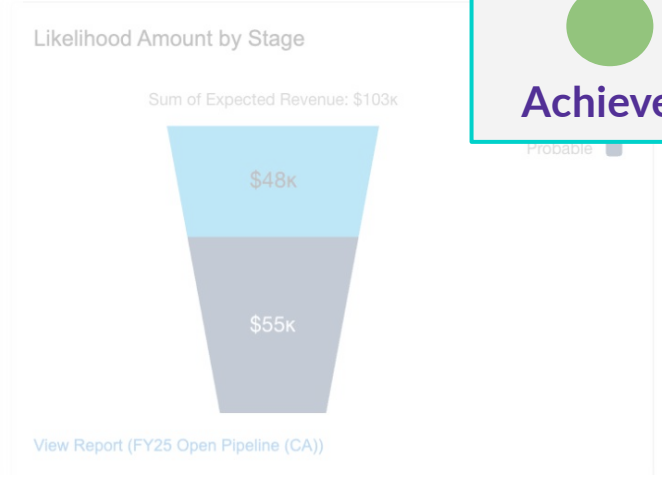 Likelihood Amount by Stage
Achieve
Sum of Expected Revenue: $103K
Probable
$48K
$55K
View Report (FY25 Open Pipeline (CA))